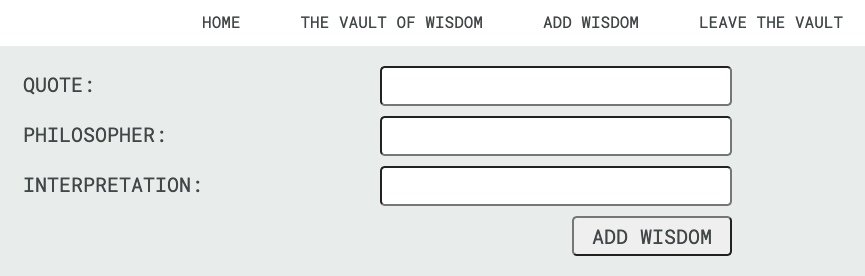 HOME THE VAULT OF WISDOM ADD WISDOM LEAVE THE VAULT
QUOTE:
PHILOSOPHER:
INTERPRETATION:
ADD WISDOM